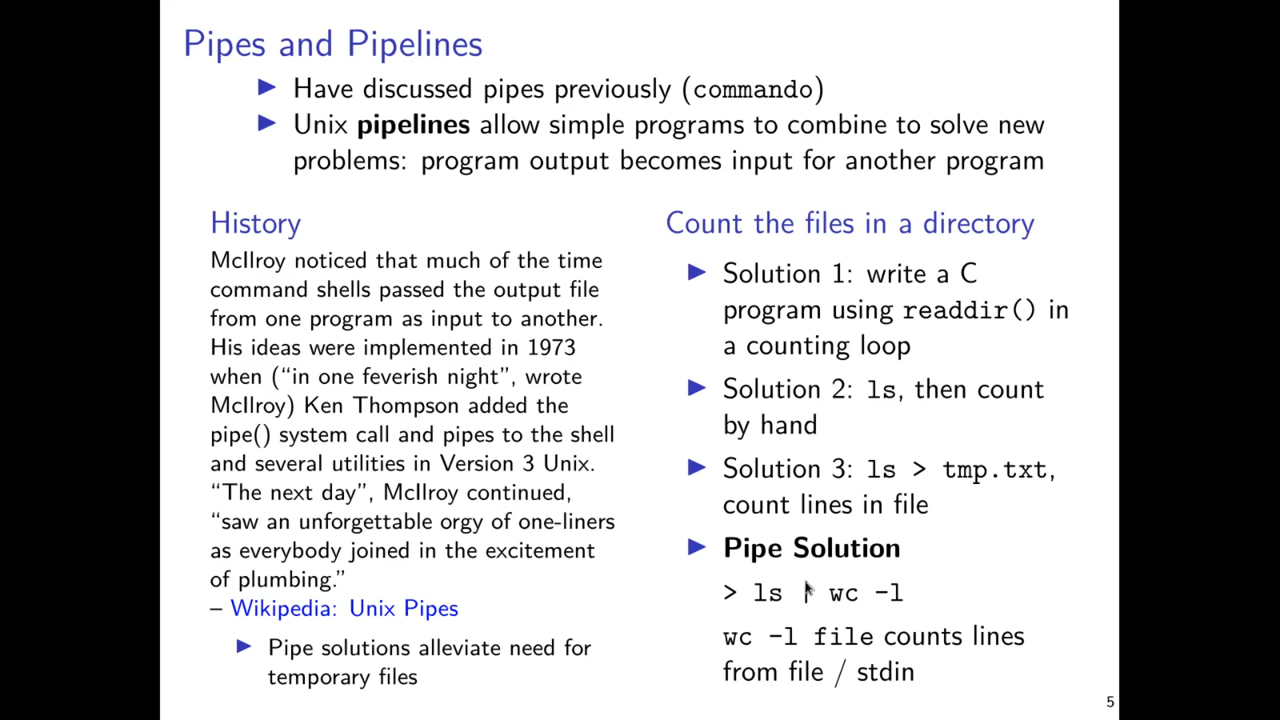 Pipes and Pipelines
▶ Have discussed pipes previously (commando)
▶ Unix pipelines allow simple programs to combine to solve new
problems: program output becomes input for another program
History
McIlroy noticed that much of the time
command shells passed the output file
from one program as input to another.
His ideas were implemented in 1973
when (“in one feverish night”, wrote
McIlroy) Ken Thompson added the
pipe() system call and pipes to the shell
and several utilities in Version 3 Unix.
“The next day”, McIlroy continued,
“saw an unforgettable orgy of one-liners
as everybody joined in the excitement
of plumbing.”
– Wikipedia: Unix Pipes
▶ Pipe solutions alleviate need for
temporary files
Count the files in a directory
▶ Solution 1: write a C
program using readdir() in
a counting loop
▶ Solution 2: ls, then count
by hand
▶ Solution 3: ls > tmp.txt,
count lines in file
▶ Pipe Solution
> ls | wc -l
wc -l file counts lines
from file / stdin
5